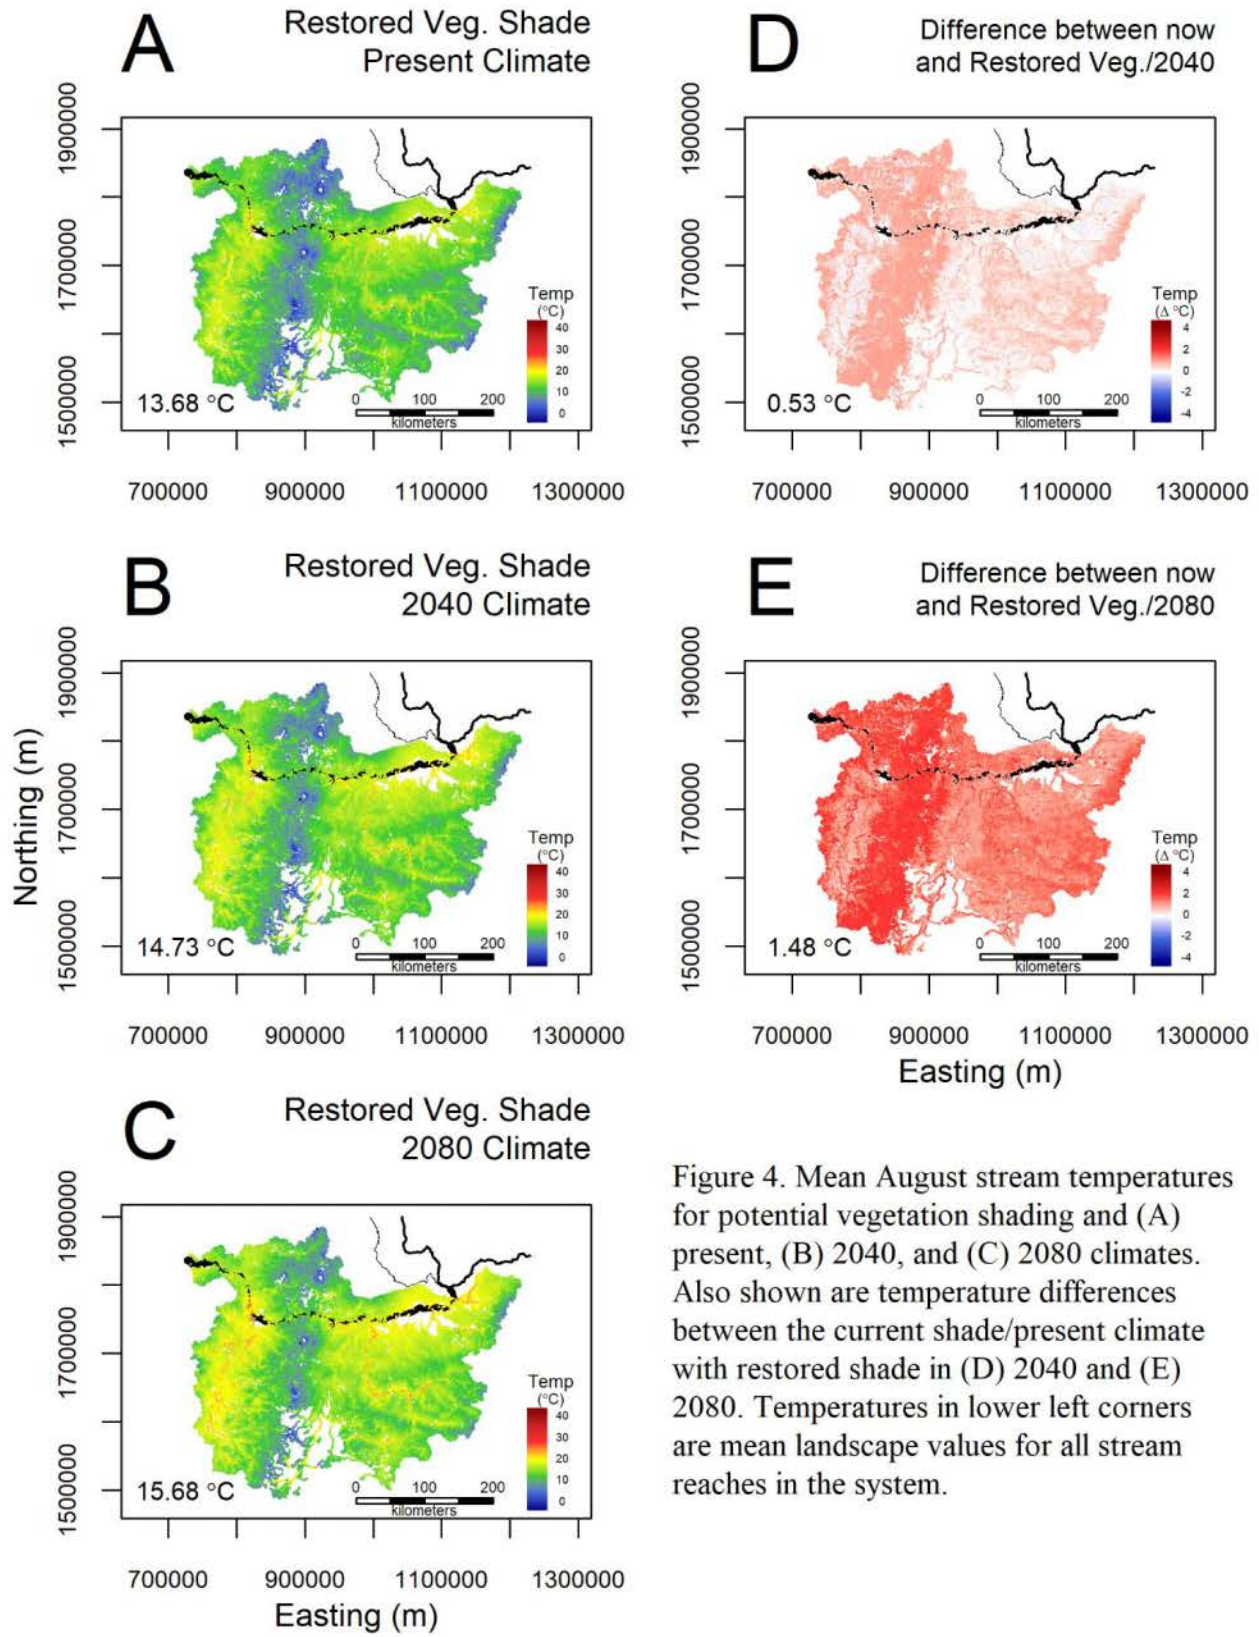 A
Restored Veg. Shade
Present Climate
1900000
1700000
1500000
Temp
(°C)
40
30
20
10
0
13.68 °C
0 100 200
kilometers
700000 900000 1100000 1300000
D
Difference between now
and Restored Veg./2040
1900000
1700000
1500000
Temp
(Δ °C)
4
2
0
-2
-4
0.53 °C
0 100 200
kilometers
700000 900000 1100000 1300000
B
Restored Veg. Shade
2040 Climate
Northing (m)
1900000
1700000
1500000
Temp
(°C)
40
30
20
10
0
14.73 °C
0 100 200
kilometers
700000 900000 1100000 1300000
E
Difference between now
and Restored Veg./2080
1900000
1700000
1500000
Temp
(Δ °C)
4
2
0
-2
-4
1.48 °C
0 100 200
kilometers
700000 900000 1100000 1300000
Easting (m)
C
Restored Veg. Shade
2080 Climate
1900000
1700000
1500000
Temp
(°C)
40
30
20
10
0
15.68 °C
0 100 200
kilometers
700000 900000 1100000 1300000
Easting (m)
Figure 4. Mean August stream temperatures
for potential vegetation shading and (A)
present, (B) 2040, and (C) 2080 climates.
Also shown are temperature differences
between the current shade/present climate
with restored shade in (D) 2040 and (E)
2080. Temperatures in lower left corners
are mean landscape values for all stream
reaches in the system.